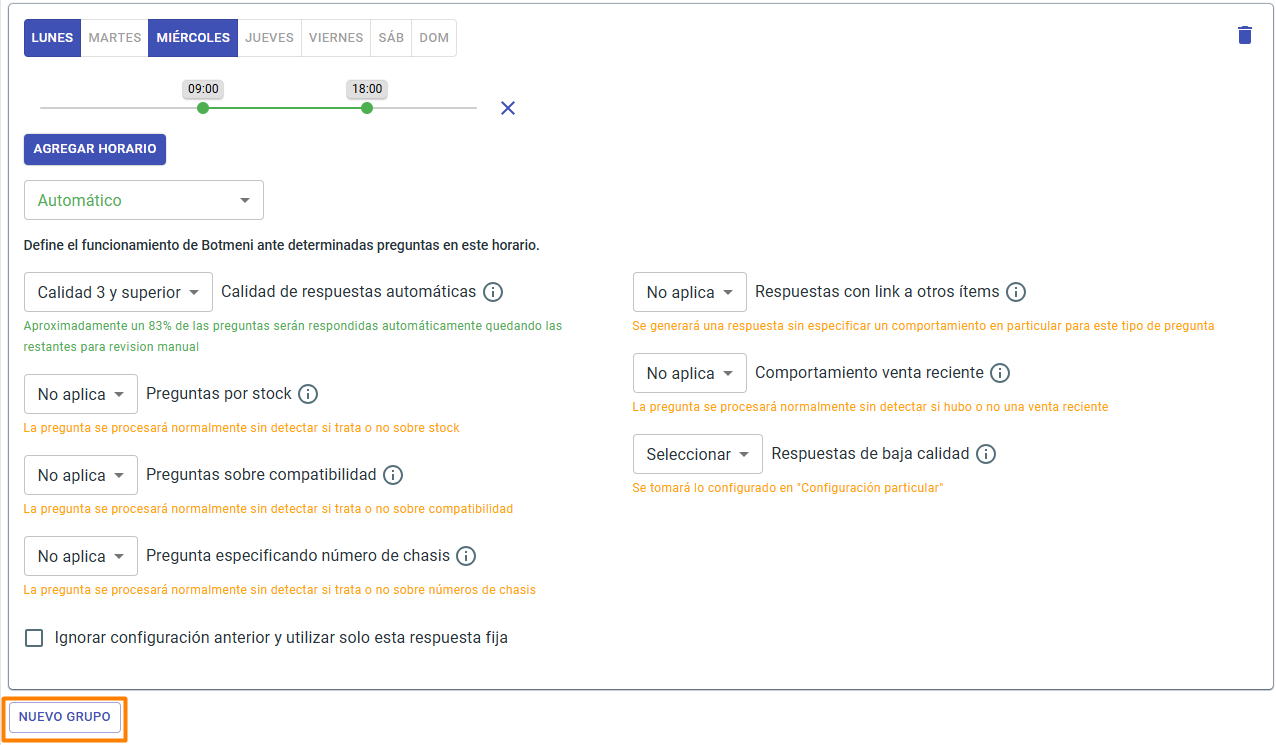 LUNES MARTES MIÉRCOLES JUEVES VIERNES SÁB DOM
09:00 18:00
AGREGAR HORARIO
Automático
Define el funcionamiento de Botmeni ante determinadas preguntas en este horario.
Calidad 3 y superior Calidad de respuestas automáticas
Aproximadamente un 83% de las preguntas serán respondidas automáticamente quedando las
restantes para revision manual
No aplica Preguntas por stock
La pregunta se procesará normalmente sin detectar si trata o no sobre stock
No aplica Preguntas sobre compatibilidad
La pregunta se procesará normalmente sin detectar si trata o no sobre compatibilidad
No aplica Pregunta especificando número de chasis
La pregunta se procesará normalmente sin detectar si trata o no sobre números de chasis
No aplica Respuestas con link a otros ítems
Se generará una respuesta sin especificar un comportamiento en particular para este tipo de pregunta
No aplica Comportamiento venta reciente
La pregunta se procesará normalmente sin detectar si hubo o no una venta reciente
Seleccionar Respuestas de baja calidad
Se tomará lo configurado en "Configuración particular"
Ignorar configuración anterior y utilizar solo esta respuesta fija
NUEVO GRUPO